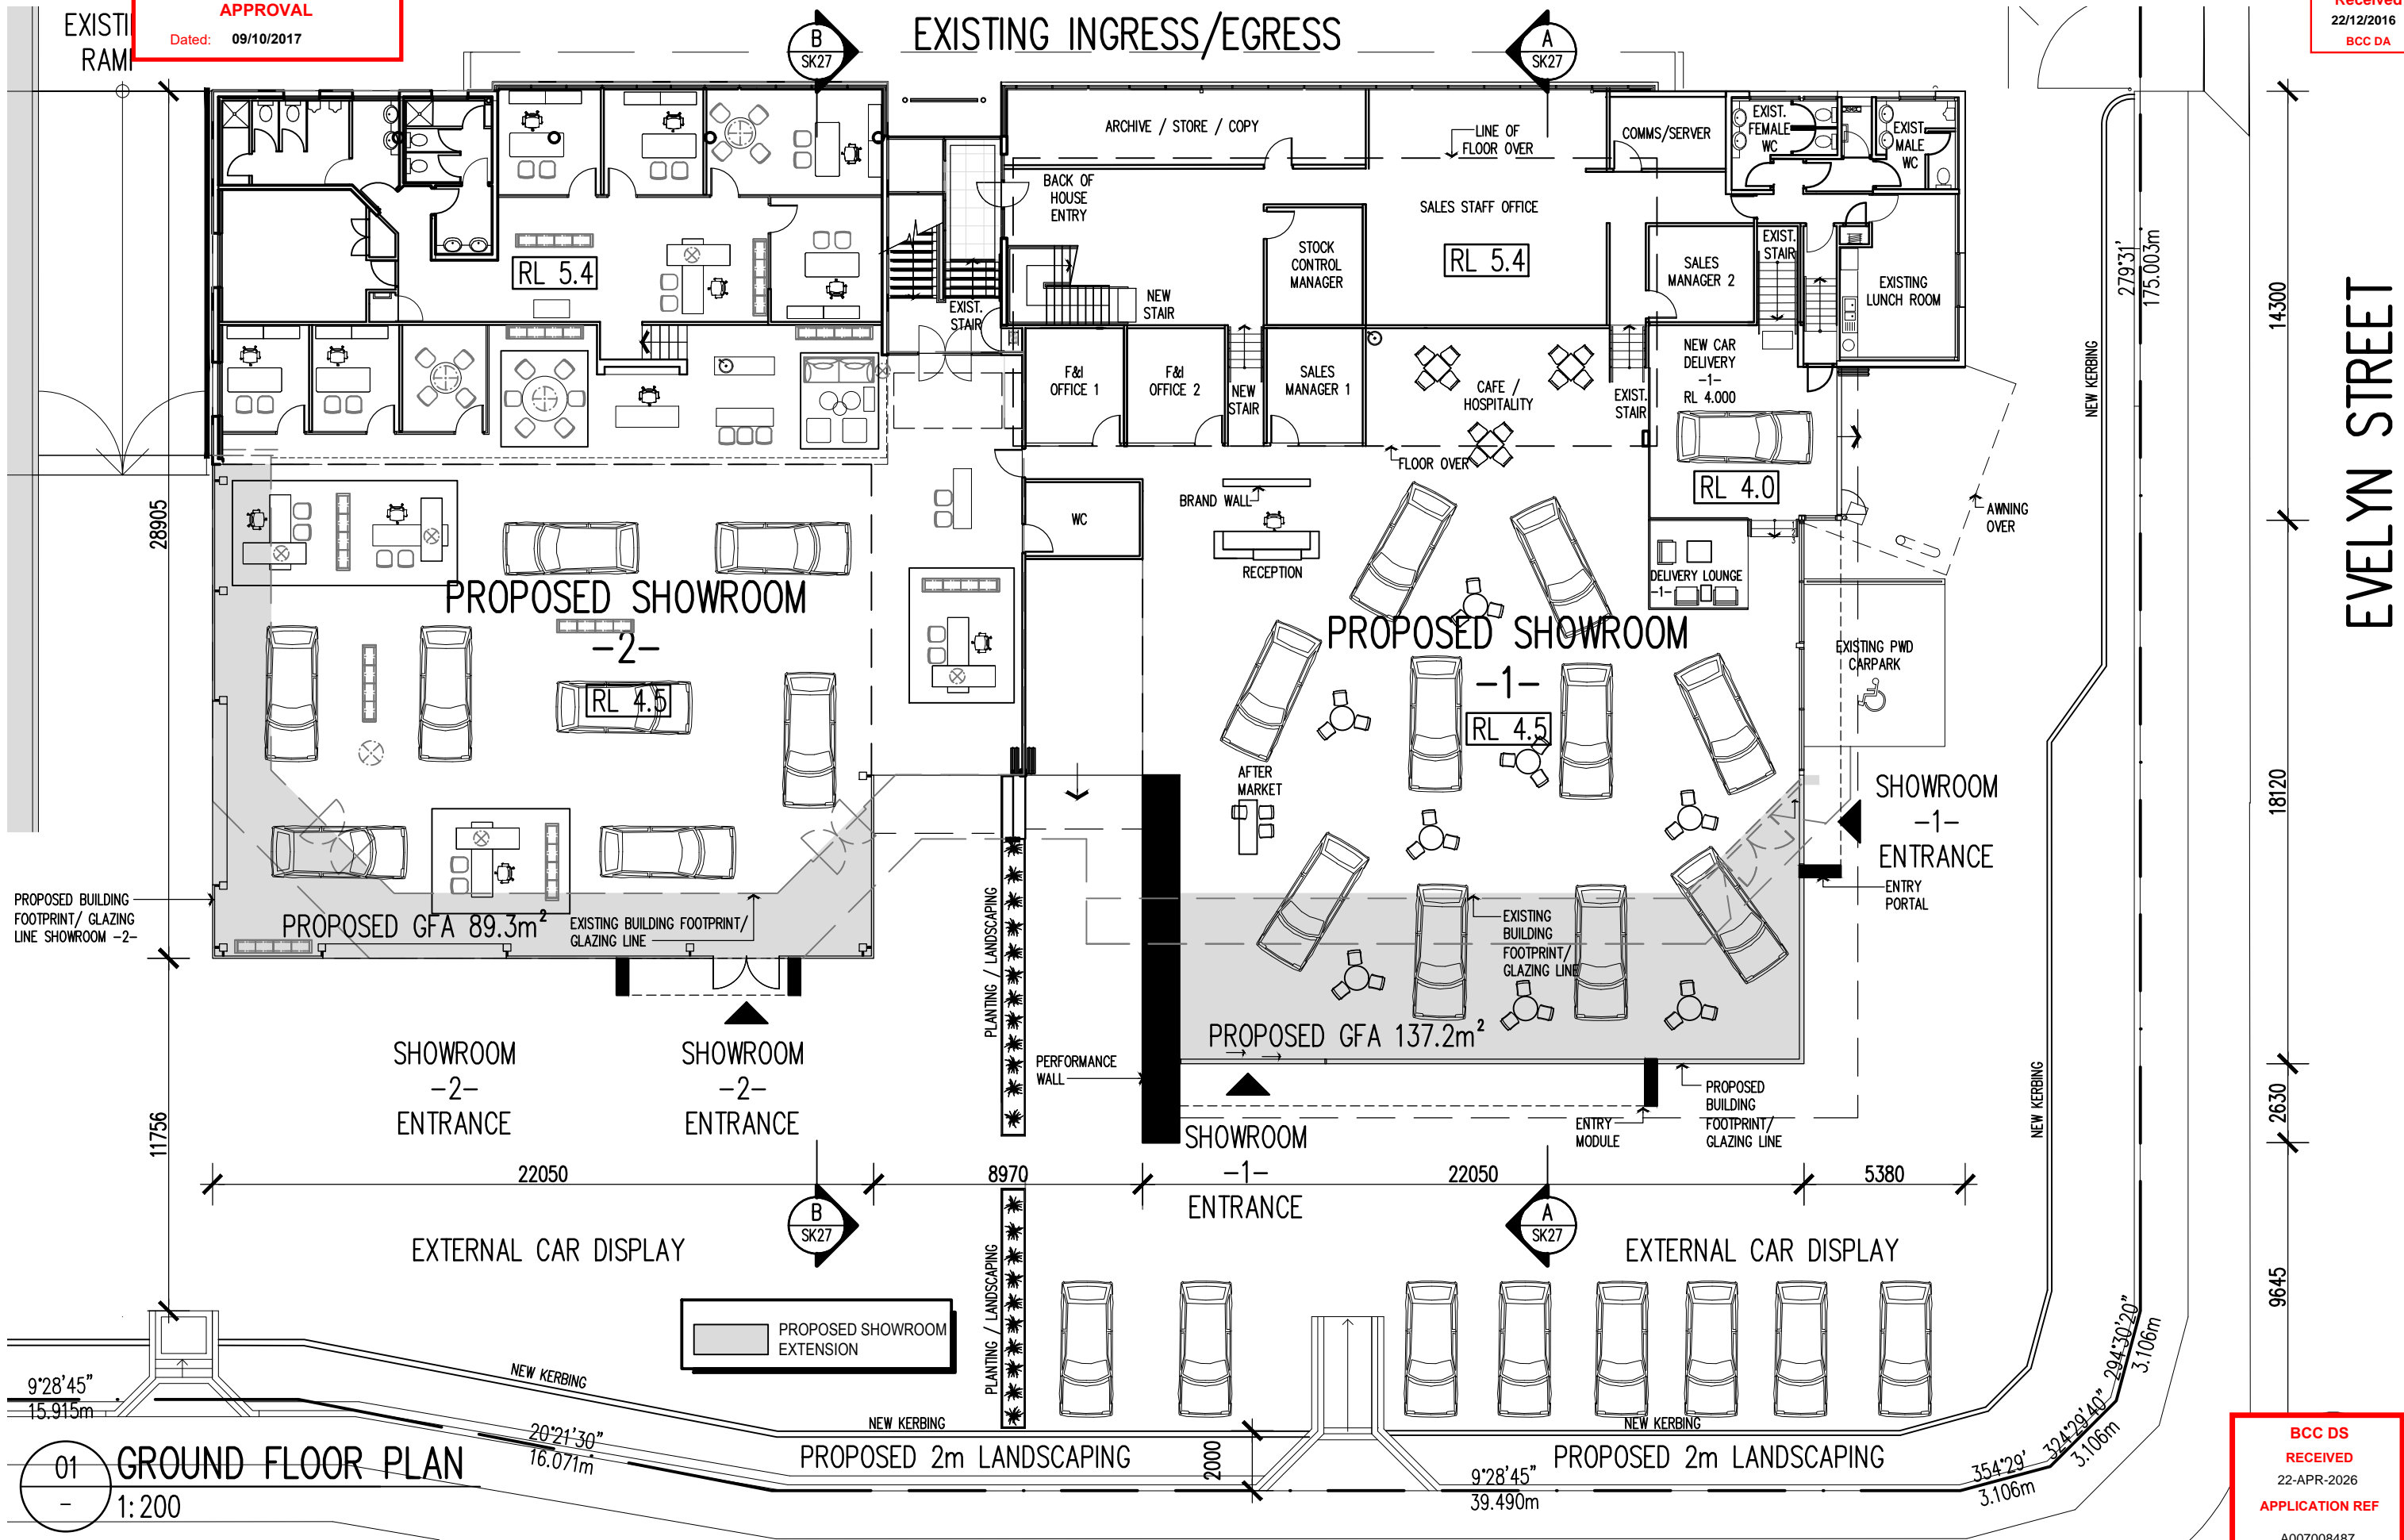 APPROVAL
Dated: 09/10/2017
Received
22/12/2016
BCC DA
EXISTING INGRESS/EGRESS
B
SK27
A
SK27
ARCHIVE / STORE / COPY
LINE OF
FLOOR OVER
COMMS/SERVER
EXIST.
FEMALE
WC
EXIST.
MALE
WC
BACK OF
HOUSE
ENTRY
SALES STAFF OFFICE
RL 5.4
STOCK
CONTROL
MANAGER
RL 5.4
SALES
MANAGER 2
EXIST.
STAIR
EXISTING
LUNCH ROOM
279°31'
175.003m
14300
EVELYN STREET
EXIST.
STAIR
NEW
STAIR
F&I
OFFICE 1
F&I
OFFICE 2
NEW
STAIR
SALES
MANAGER 1
CAFE /
HOSPITALITY
EXIST.
STAIR
NEW CAR
DELIVERY
-1-
RL 4.000
NEW KERBING
FLOOR OVER
RL 4.0
BRAND WALL
AWNING
OVER
28905
WC
RECEPTION
DELIVERY LOUNGE
-1-
PROPOSED SHOWROOM
-2-
RL 4.5
PROPOSED SHOWROOM
-1-
RL 4.5
EXISTING PWD
CARPARK
AFTER
MARKET
SHOWROOM
-1-
ENTRANCE
18120
ENTRY
PORTAL
PROPOSED BUILDING
FOOTPRINT/ GLAZING
LINE SHOWROOM -2-
PROPOSED GFA 89.3m²
EXISTING BUILDING FOOTPRINT/
GLAZING LINE
PLANTING / LANDSCAPING
EXISTING
BUILDING
FOOTPRINT/
GLAZING LINE
PROPOSED GFA 137.2m²
SHOWROOM
-2-
ENTRANCE
SHOWROOM
-2-
ENTRANCE
PERFORMANCE
WALL
SHOWROOM
-1-
ENTRANCE
ENTRY
MODULE
PROPOSED
BUILDING
FOOTPRINT/
GLAZING LINE
NEW KERBING
2630
11756
22050
8970
22050
5380
B
SK27
A
SK27
EXTERNAL CAR DISPLAY
EXTERNAL CAR DISPLAY
PLANTING / LANDSCAPING
9645
PROPOSED SHOWROOM
EXTENSION
NEW KERBING
NEW KERBING
NEW KERBING
9°28'45"
15.915m
20°21'30"
16.071m
PROPOSED 2m LANDSCAPING
2000
PROPOSED 2m LANDSCAPING
9°28'45"
39.490m
354°29'
3.106m
324°29'40"
3.106m
294°30'20"
3.106m
01
-
GROUND FLOOR PLAN
1:200
BCC DS
RECEIVED
22-APR-2026
APPLICATION REF
A007008487